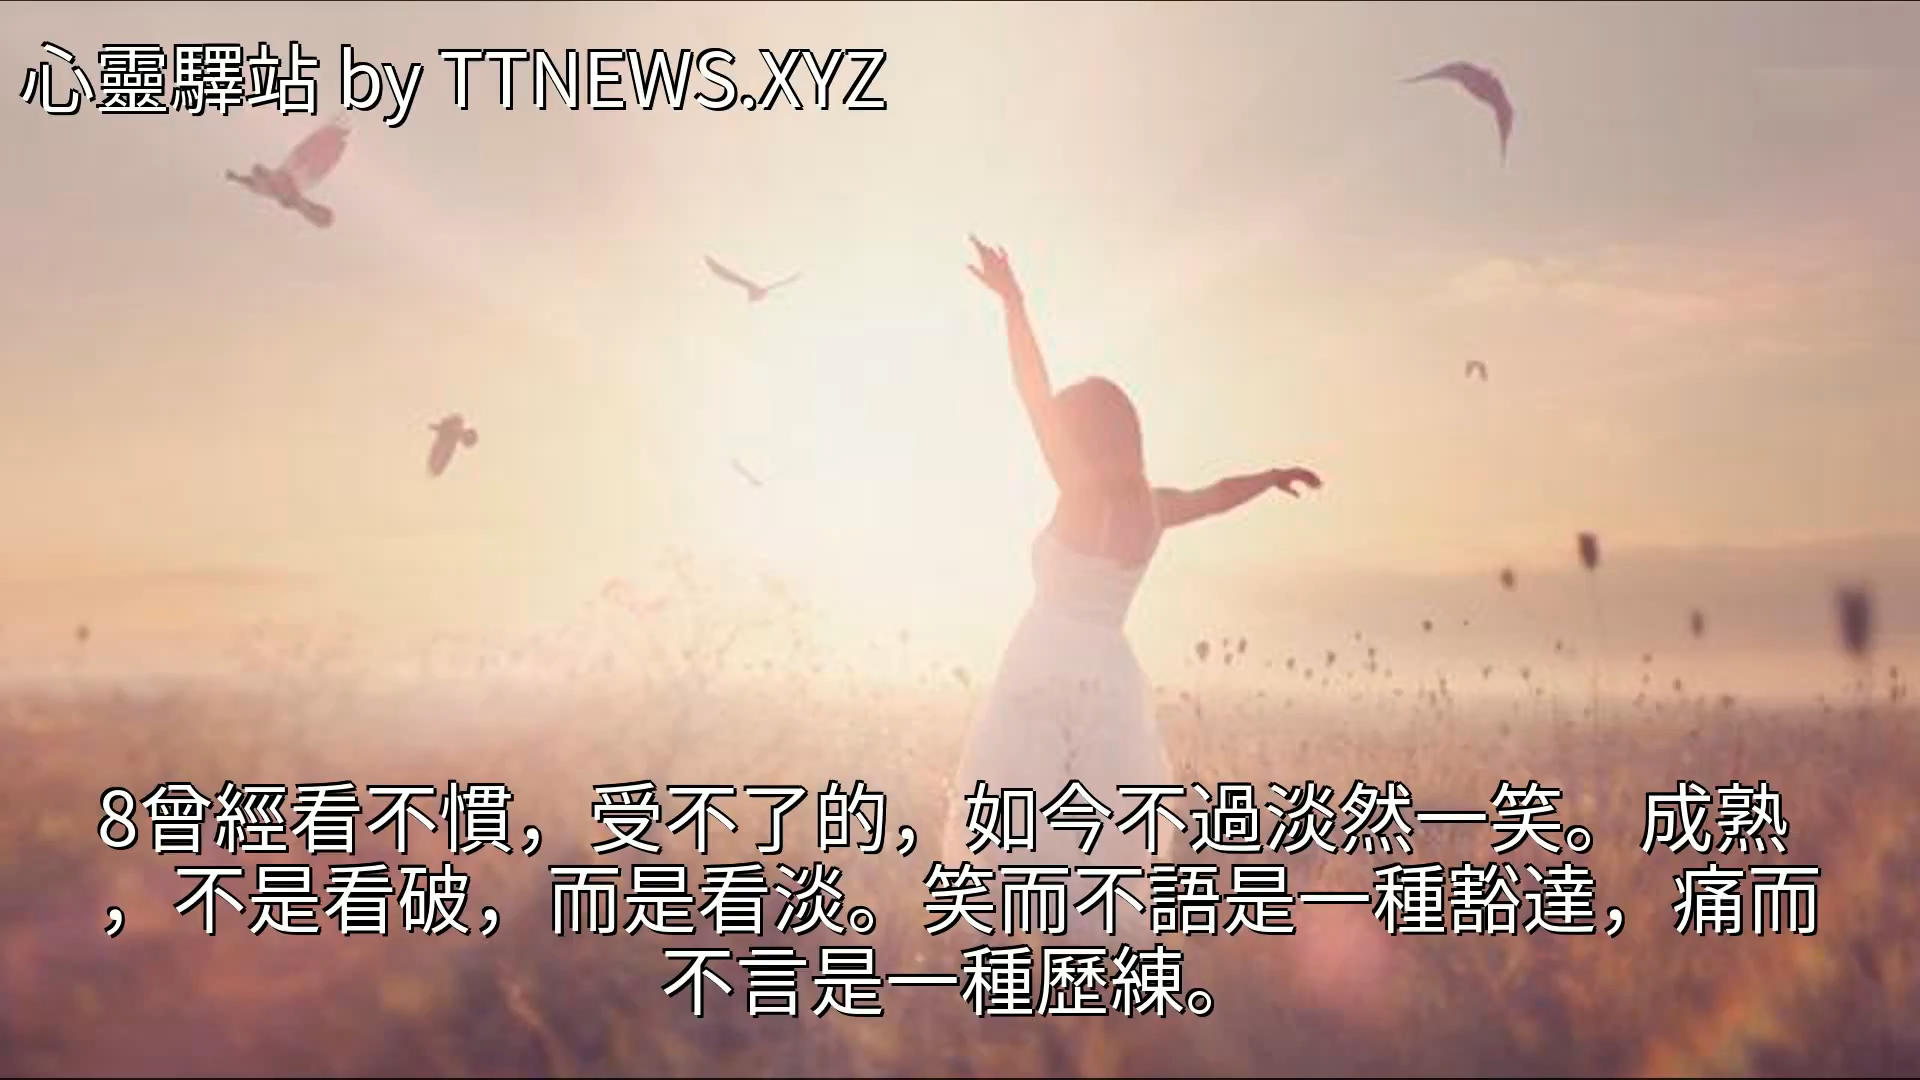 心靈驛站 by TTNEWS.XYZ
8曾經看不慣，受不了的，如今不過淡然一笑。成熟
，不是看破，而是看淡。笑而不語是一種豁達，痛而
不言是一種歷練。